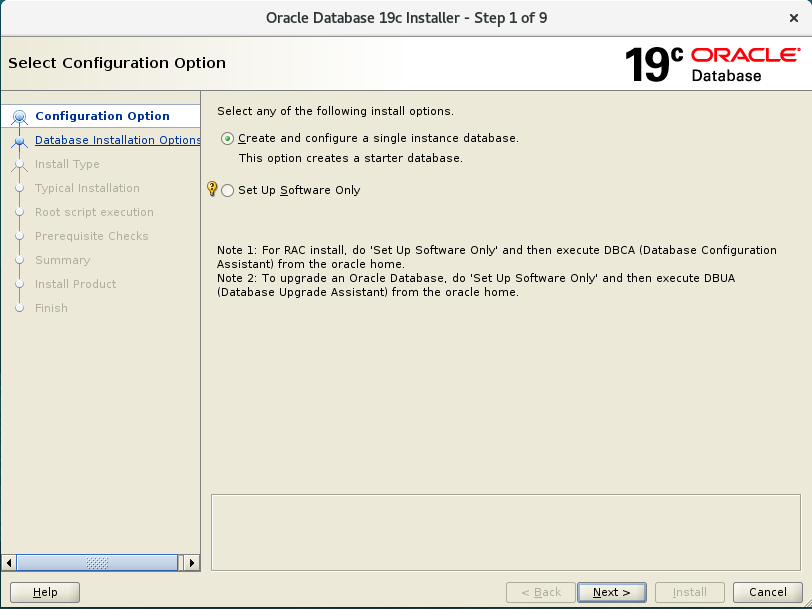 Oracle Database 19c Installer - Step 1 of 9
Select Configuration Option
19c ORACLE
Database
Configuration Option
Database Installation Options
Install Type
Typical Installation
Root script execution
Prerequisite Checks
Summary
Install Product
Finish
Select any of the following install options.
Create and configure a single instance database.
This option creates a starter database.
Set Up Software Only
Note 1: For RAC install, do 'Set Up Software Only' and then execute DBCA (Database Configuration
Assistant) from the oracle home.
Note 2: To upgrade an Oracle Database, do 'Set Up Software Only' and then execute DBUA
(Database Upgrade Assistant) from the oracle home.
Help
< Back
Next >
Install
Cancel